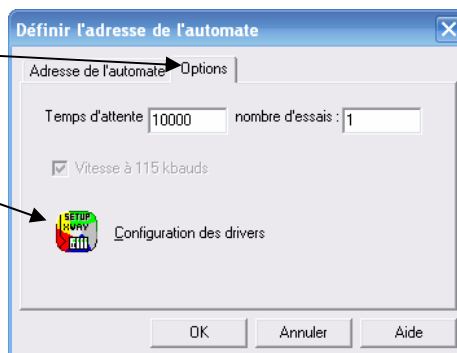 Définir l'adresse de l'automate
Adresse de l'automate Options
Temps d'attente 10000 nombre d'essais : 1
Vitesse à 115 kbauds
SETUP
XWAY
Configuration des drivers
OK Annuler Aide